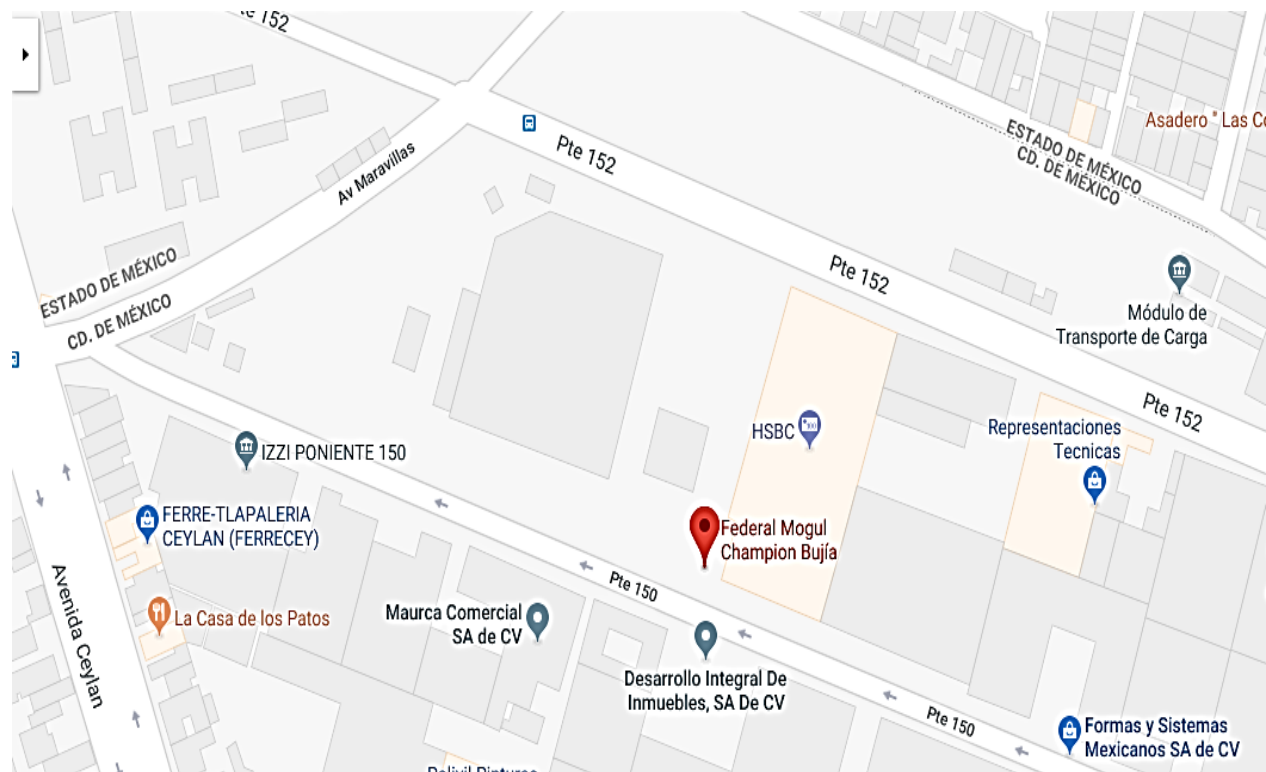 Pte 152
ESTADO DE MÉXICO
CD. DE MÉXICO
Asadero " Las Co
Pte 152
Av Maravillas
Pte 152
ESTADO DE MÉXICO
CD. DE MÉXICO
Módulo de
Transporte de Carga
Pte 152
HSBC
Representaciones
Tecnicas
IZZI PONIENTE 150
FERRE-TLAPALERIA
CEYLAN (FERRECEY)
Federal Mogul
Champion Bujía
Pte 150
Avenida Ceylan
La Casa de los Patos
Maurca Comercial
SA de CV
Desarrollo Integral De
Inmuebles, SA De CV
Pte 150
Formas y Sistemas
Mexicanos SA de CV